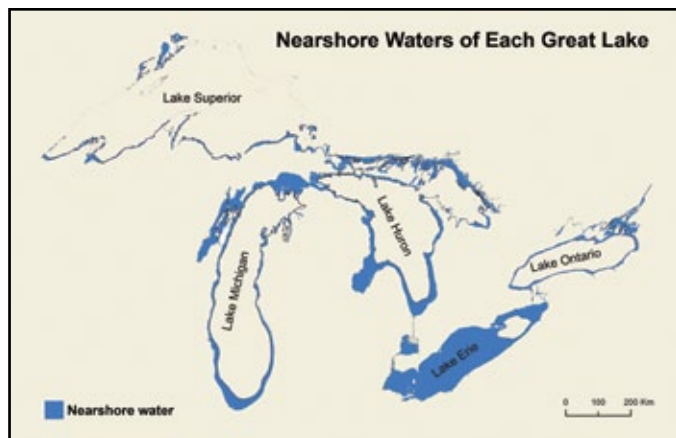 Nearshore Waters of Each Great Lake
Lake Superior
Lake Huron
Lake Michigan
Lake Ontario
Lake Erie
Nearshore water
0 100 200 Km